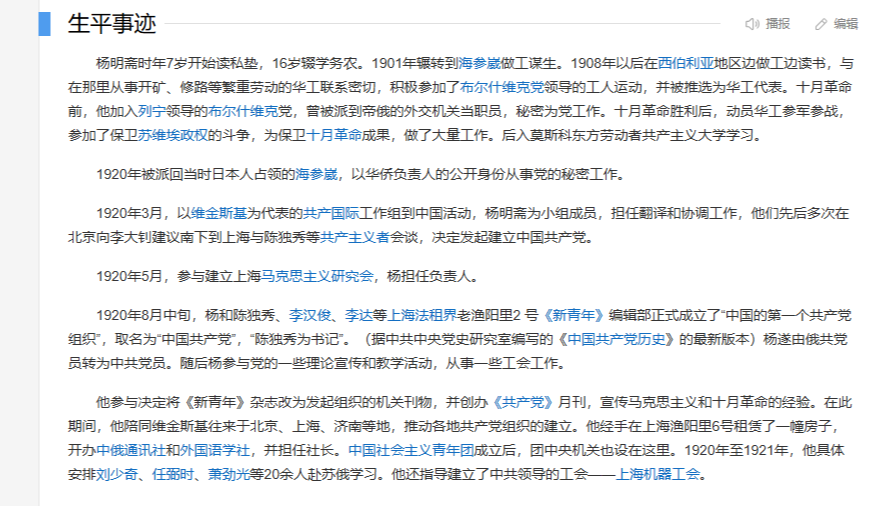 生平事迹
播报
编辑
杨明斋时年7岁开始读私垫，16岁辍学务农。1901年辗转到海参崴做工谋生。1908年以后在西伯利亚地区边做工边读书，与
在那里从事开矿、修路等繁重劳动的华工联系密切，积极参加了布尔什维克党领导的工人运动，并被推选为华工代表。十月革命
前，他加入列宁领导的布尔什维克党，曾被派到帝俄的外交机关当职员，秘密为党工作。十月革命胜利后，动员华工参军参战，
参加了保卫苏维埃政权的斗争，为保卫十月革命成果，做了大量工作。后入莫斯科东方劳动者共产主义大学学习。
1920年被派回当时日本人占领的海参崴，以华侨负责人的公开身份从事党的秘密工作。
1920年3月，以维金斯基为代表的共产国际工作组到中国活动，杨明斋为小组成员，担任翻译和协调工作，他们先后多次在
北京向李大钊建议南下到上海与陈独秀等共产主义者会谈，决定发起建立中国共产党。
1920年5月，参与建立上海马克思主义研究会，杨担任负责人。
1920年8月中旬，杨和陈独秀、李汉俊、李达等上海法租界老渔阳里2 号《新青年》编辑部正式成立了“中国的第一个共产党
组织”，取名为“中国共产党”，“陈独秀为书记”。（据中共中央党史研究室编写的《中国共产党历史》的最新版本）杨遂由俄共党
员转为中共党员。随后杨参与党的一些理论宣传和教学活动，从事一些工会工作。
他参与决定将《新青年》杂志改为发起组织的机关刊物，并创办《共产党》月刊，宣传马克思主义和十月革命的经验。在此
期间，他陪同维金斯基往来于北京、上海、济南等地，推动各地共产党组织的建立。他经手在上海渔阳里6号租赁了一幢房子，
开办中俄通讯社和外国语学社，并担任社长。中国社会主义青年团成立后，团中央机关也设在这里。1920年至1921年，他具体
安排刘少奇、任弼时、萧劲光等20余人赴苏俄学习。他还指导建立了中共领导的工会——上海机器工会。